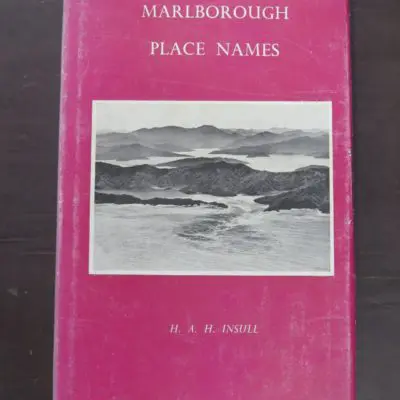 MARLBOROUGH
PLACE NAMES
H. A. H. INSULL